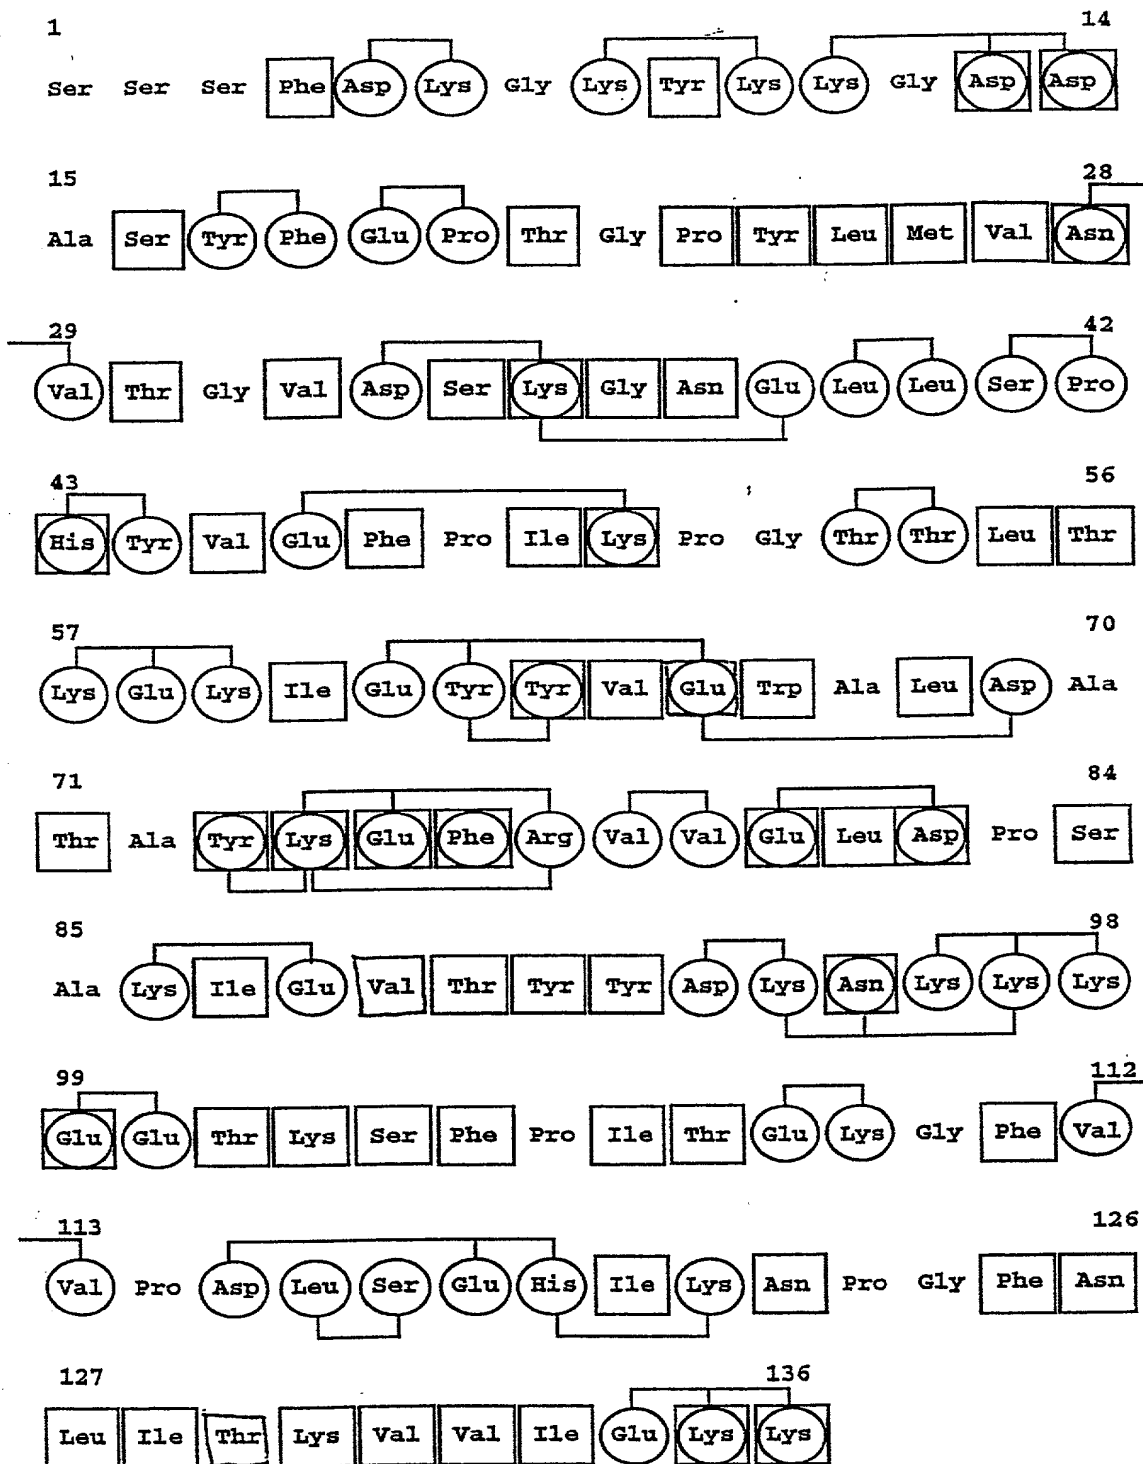 1 14
Ser Ser Ser Phe Asp Lys Gly Lys Tyr Lys Lys Gly Asp Asp
15 28
Ala Ser Tyr Phe Glu Pro Thr Gly Pro Tyr Leu Met Val Asn
29 42
Val Thr Gly Val Asp Ser Lys Gly Asn Glu Leu Leu Ser Pro
43 56
His Tyr Val Glu Phe Pro Ile Lys Pro Gly Thr Thr Leu Thr
57 70
Lys Glu Lys Ile Glu Tyr Tyr Val Glu Trp Ala Leu Asp Ala
71 84
Thr Ala Tyr Lys Glu Phe Arg Val Val Glu Leu Asp Pro Ser
85 98
Ala Lys Ile Glu Val Thr Tyr Tyr Asp Lys Asn Lys Lys Lys
99 112
Glu Glu Thr Lys Ser Phe Pro Ile Thr Glu Lys Gly Phe Val
113 126
Val Pro Asp Leu Ser Glu His Ile Lys Asn Pro Gly Phe Asn
127 136
Leu Ile Thr Lys Val Val Ile Glu Lys Lys